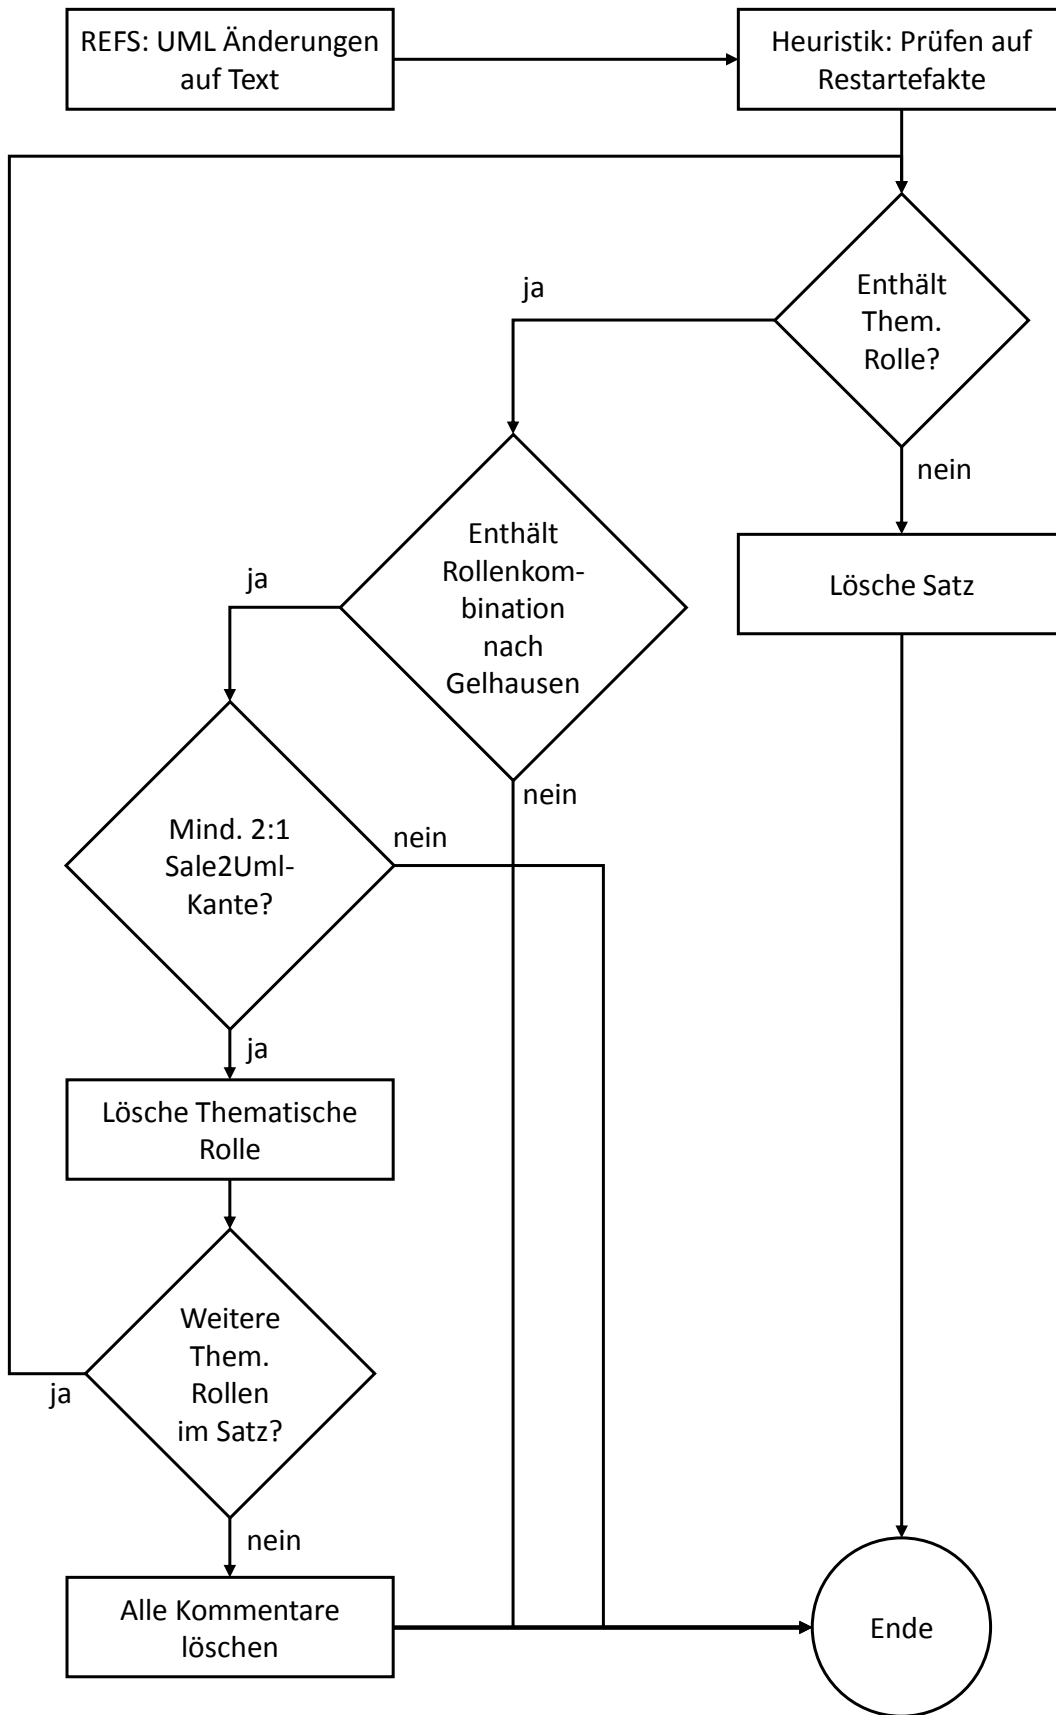 REFS: UML Änderungen
auf Text
Heuristik: Prüfen auf
Restartefakte
Enthält
Them.
Rolle?
ja
nein
Lösche Satz
Enthält
Rollenkom-
bination
nach
Gelhausen
ja
nein
Mind. 2:1
Sale2Uml-
Kante?
nein
ja
Lösche Thematische
Rolle
Weitere
Them.
Rollen
im Satz?
ja
nein
Alle Kommentare
löschen
Ende